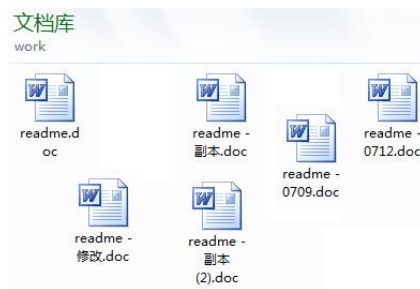 文档库
work
readme.d
oc
readme -
副本.doc
readme -
0709.doc
readme -
0712.doc
readme -
修改.doc
readme -
副本
(2).doc